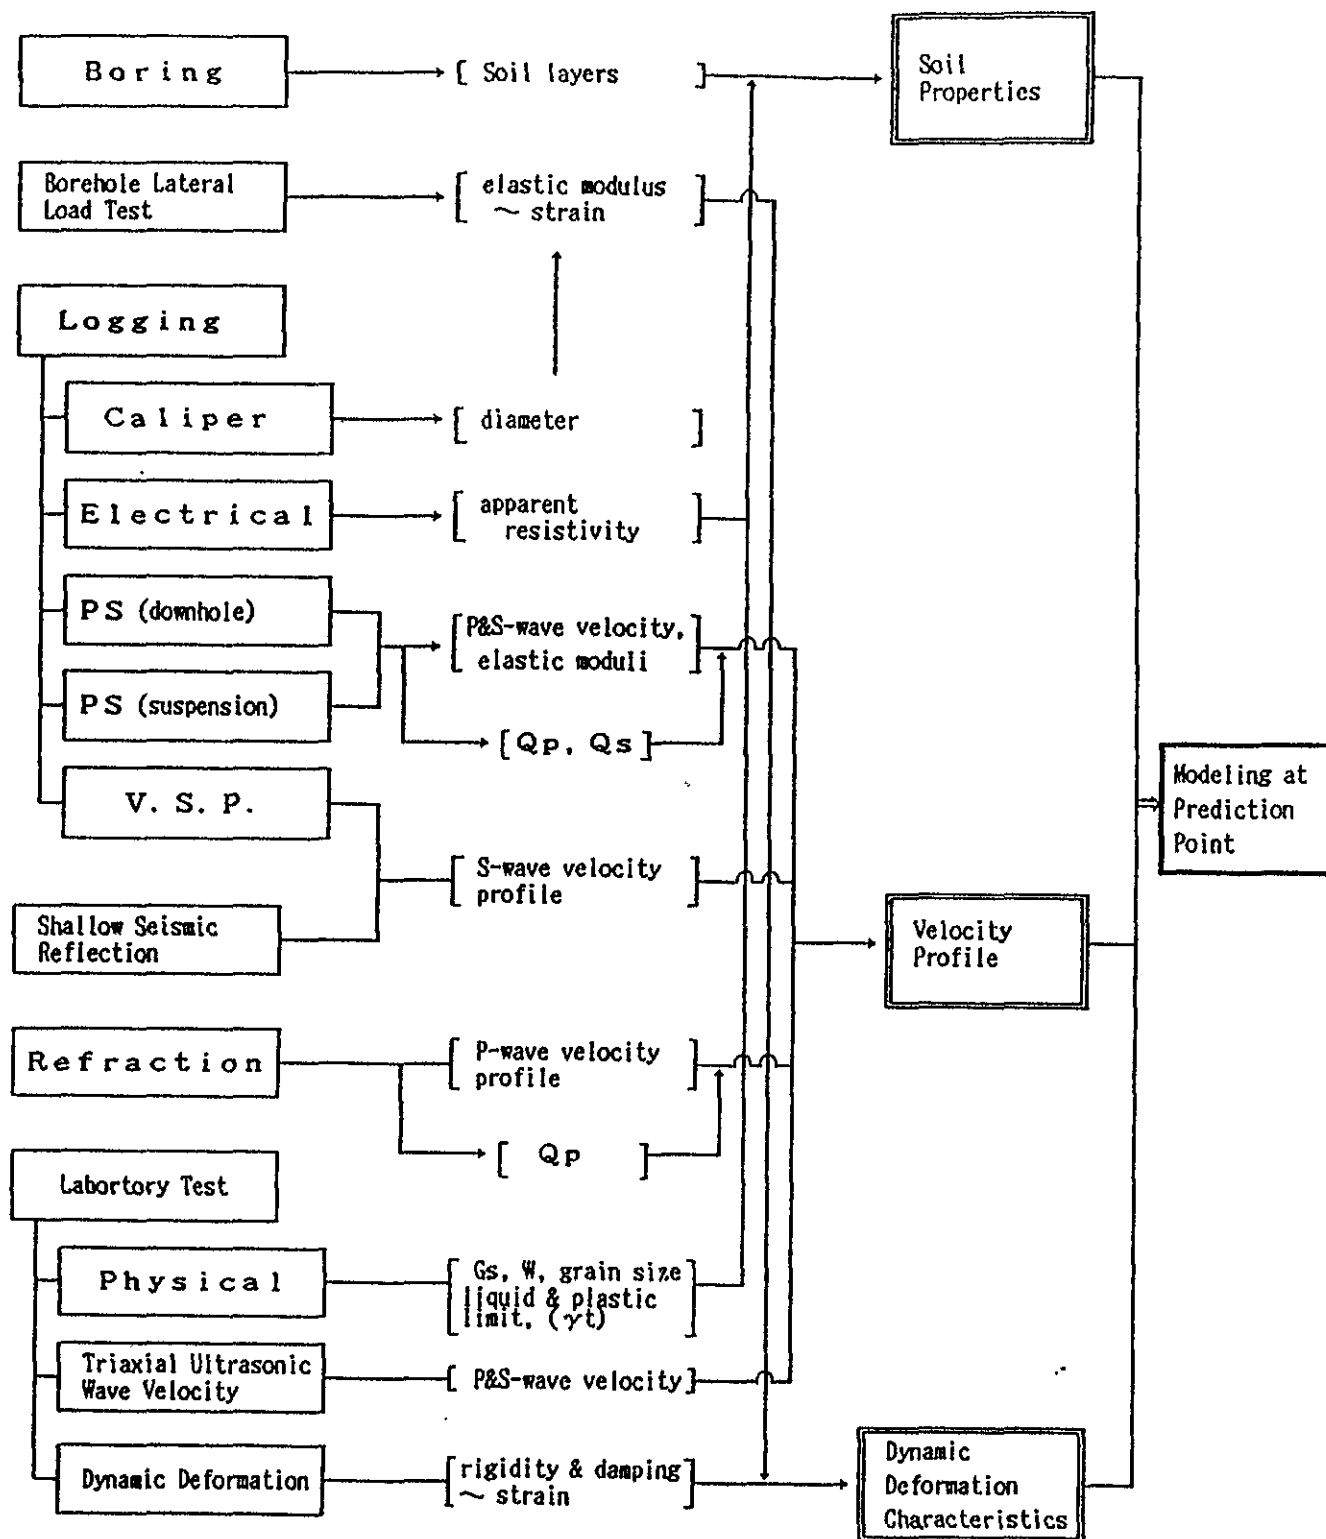 Boring
[ Soil layers ]
Soil
Propertics
Borehole Lateral
Load Test
[ elastic modulus
~ strain ]
Logging
Caliper
[ diameter ]
Electrical
[ apparent
resistivity ]
PS (downhole)
[ P&S-wave velocity,
elastic moduli ]
PS (suspension)
[ Qp, Qs ]
V. S. P.
Modeling at
Prediction
Point
[ S-wave velocity
profile ]
Shallow Seismic
Reflection
Velocity
Profile
Refraction
[ P-wave velocity
profile ]
[ Qp ]
Labortory Test
Physical
[ Gs, W, grain size
liquid & plastic
limit, (γt) ]
Triaxial Ultrasonic
Wave Velocity
[ P&S-wave velocity ]
Dynamic Deformation
[ rigidity & damping
~ strain ]
Dynamic
Deformation
Characteristics